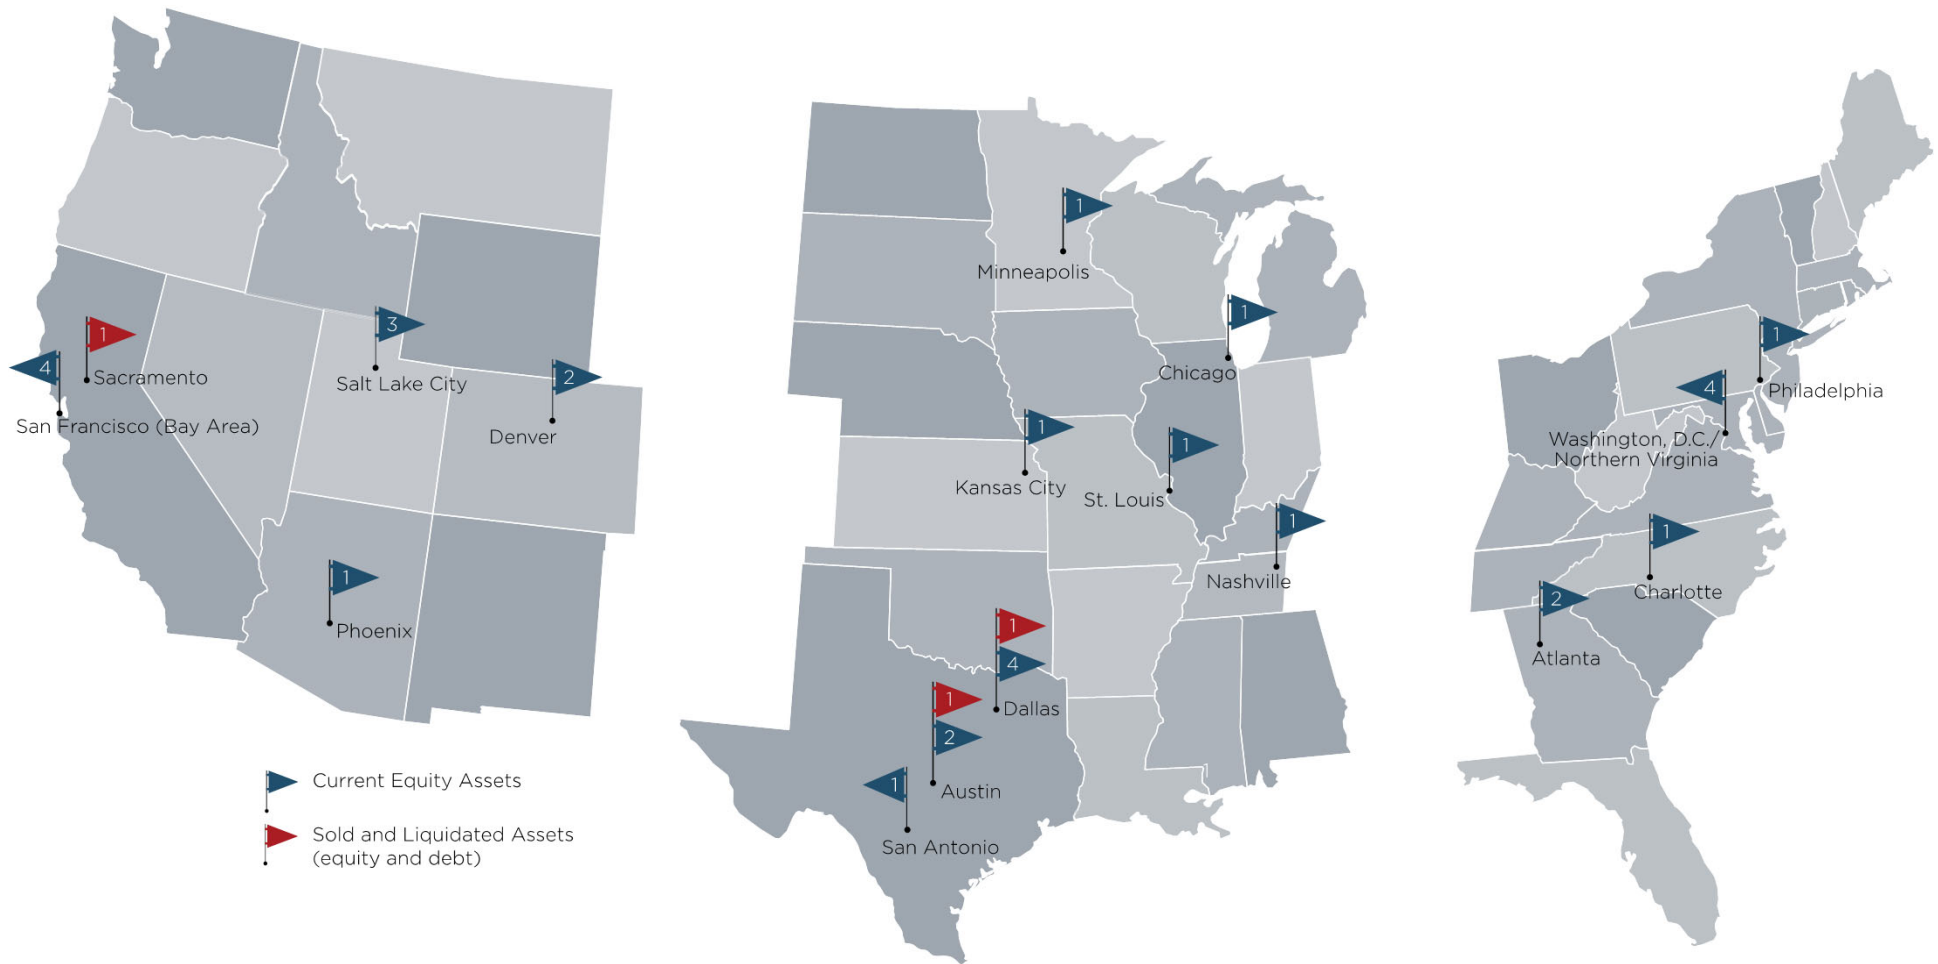 1
Sacramento
4
San Francisco (Bay Area)
3
Salt Lake City
2
Denver
1
Phoenix
Current Equity Assets
Sold and Liquidated Assets
(equity and debt)
1
Minneapolis
1
Chicago
1
Kansas City
1
St. Louis
1
Nashville
1
4
Dallas
1
2
Austin
1
San Antonio
1
Philadelphia
4
Washington, D.C./
Northern Virginia
1
Charlotte
2
Atlanta